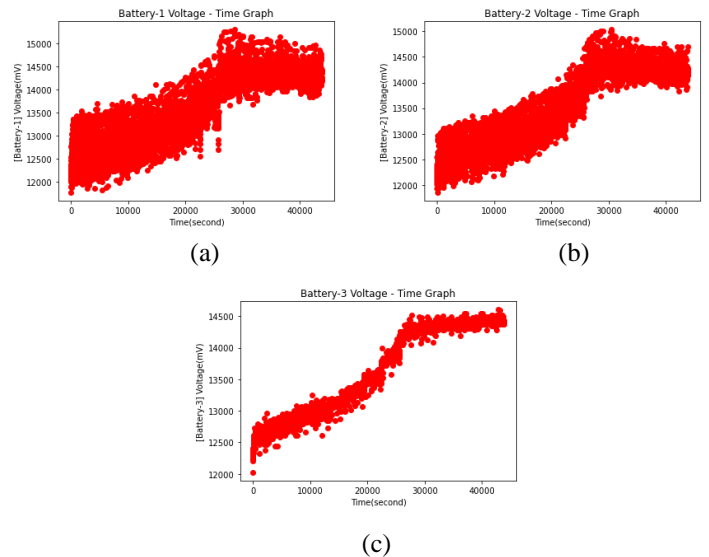 Battery-1 Voltage - Time Graph
[Battery-1] Voltage(mV)
15000
14500
14000
13500
13000
12500
12000
0 10000 20000 30000 40000
Time(second)
(a)
Battery-2 Voltage - Time Graph
[Battery-2] Voltage(mV)
15000
14500
14000
13500
13000
12500
12000
0 10000 20000 30000 40000
Time(second)
(b)
Battery-3 Voltage - Time Graph
[Battery-3] Voltage(mV)
14500
14000
13500
13000
12500
12000
0 10000 20000 30000 40000
Time(second)
(c)